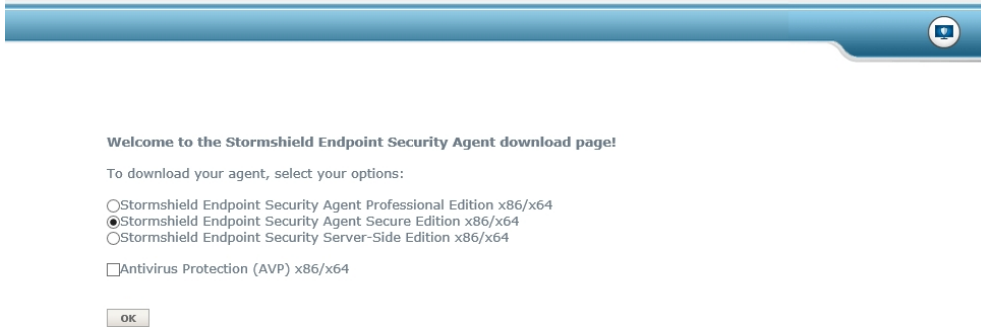 Welcome to the Stormshield Endpoint Security Agent download page!
To download your agent, select your options:
Stormshield Endpoint Security Agent Professional Edition x86/x64
Stormshield Endpoint Security Agent Secure Edition x86/x64
Stormshield Endpoint Security Server-Side Edition x86/x64
Antivirus Protection (AVP) x86/x64
OK